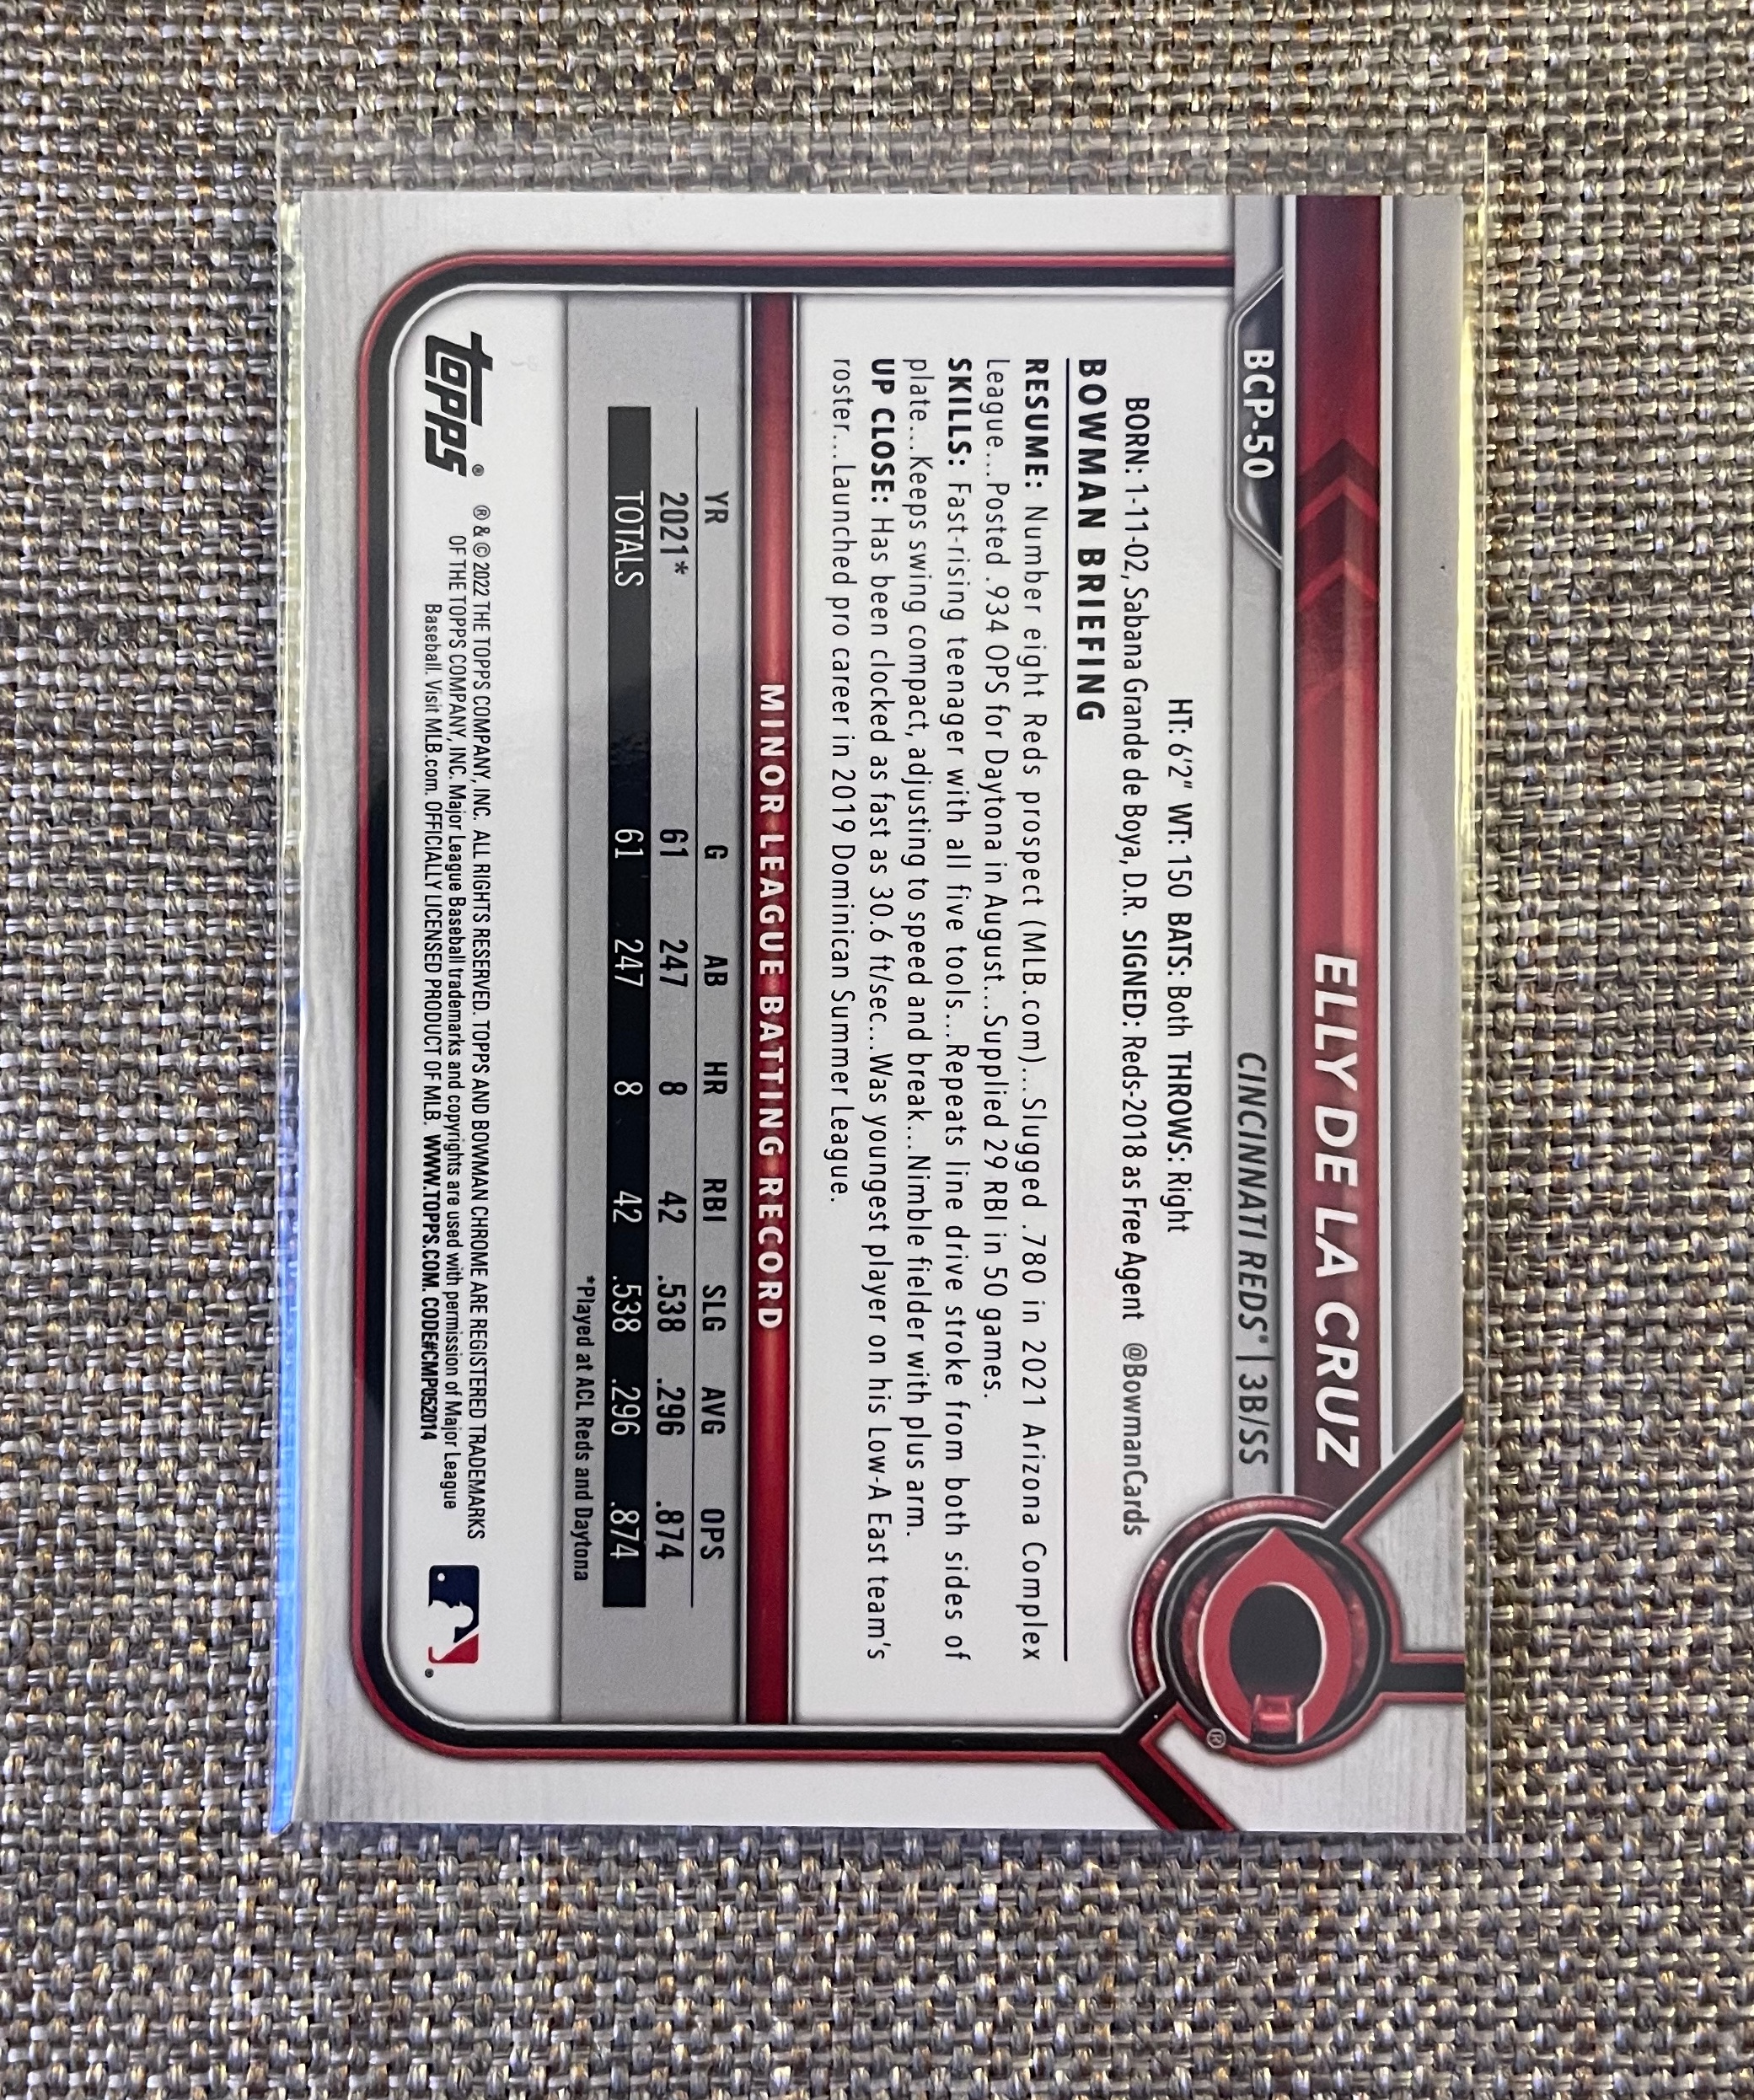 ELLY DE LA CRUZ
BCP-50
CINCINNATI REDS® | 3B/SS
HT: 6'2" WT: 150 BATS: Both THROWS: Right
BORN: 1-11-02, Sabana Grande de Boya, D.R. SIGNED: Reds-2018 as Free Agent @BowmanCards
BOWMAN BRIEFING
RESUME: Number eight Reds prospect (MLB.com)...Slugged .780 in 2021 Arizona Complex
League...Posted .934 OPS for Daytona in August...Supplied 29 RBI in 50 games.
SKILLS: Fast-rising teenager with all five tools...Repeats line drive stroke from both sides of
plate...Keeps swing compact, adjusting to speed and break...Nimble fielder with plus arm.
UP CLOSE: Has been clocked as fast as 30.6 ft/sec...Was youngest player on his Low-A East team's
roster...Launched pro career in 2019 Dominican Summer League.
MINOR LEAGUE BATTING RECORD
YR G AB HR RBI SLG AVG OPS
2021* 61 247 8 42 .538 .296 .874
TOTALS 61 247 8 42 .538 .296 .874
*Played at ACL Reds and Daytona
topps®
® & © 2022 THE TOPPS COMPANY, INC. ALL RIGHTS RESERVED. TOPPS AND BOWMAN CHROME ARE REGISTERED TRADEMARKS
OF THE TOPPS COMPANY, INC. Major League Baseball trademarks and copyrights are used with permission of Major League
Baseball. Visit MLB.com. OFFICIALLY LICENSED PRODUCT OF MLB. WWW.TOPPS.COM. CODE#CMP052014